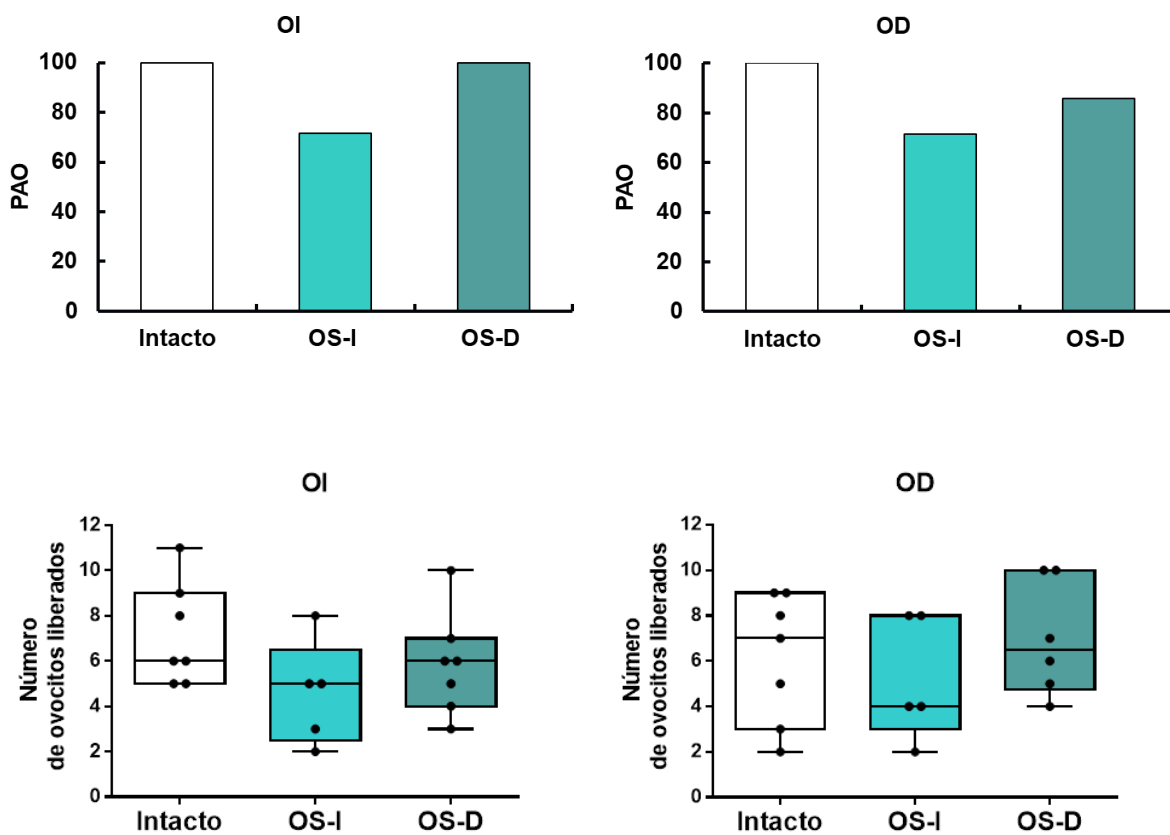 OI
100
80
60
40
20
0
PAO
Intacto OS-I OS-D
OD
100
80
60
40
20
0
PAO
Intacto OS-I OS-D
OI
12
10
8
6
4
2
0
Número
de ovocitos liberados
Intacto OS-I OS-D
OD
12
10
8
6
4
2
0
Número
de ovocitos liberados
Intacto OS-I OS-D